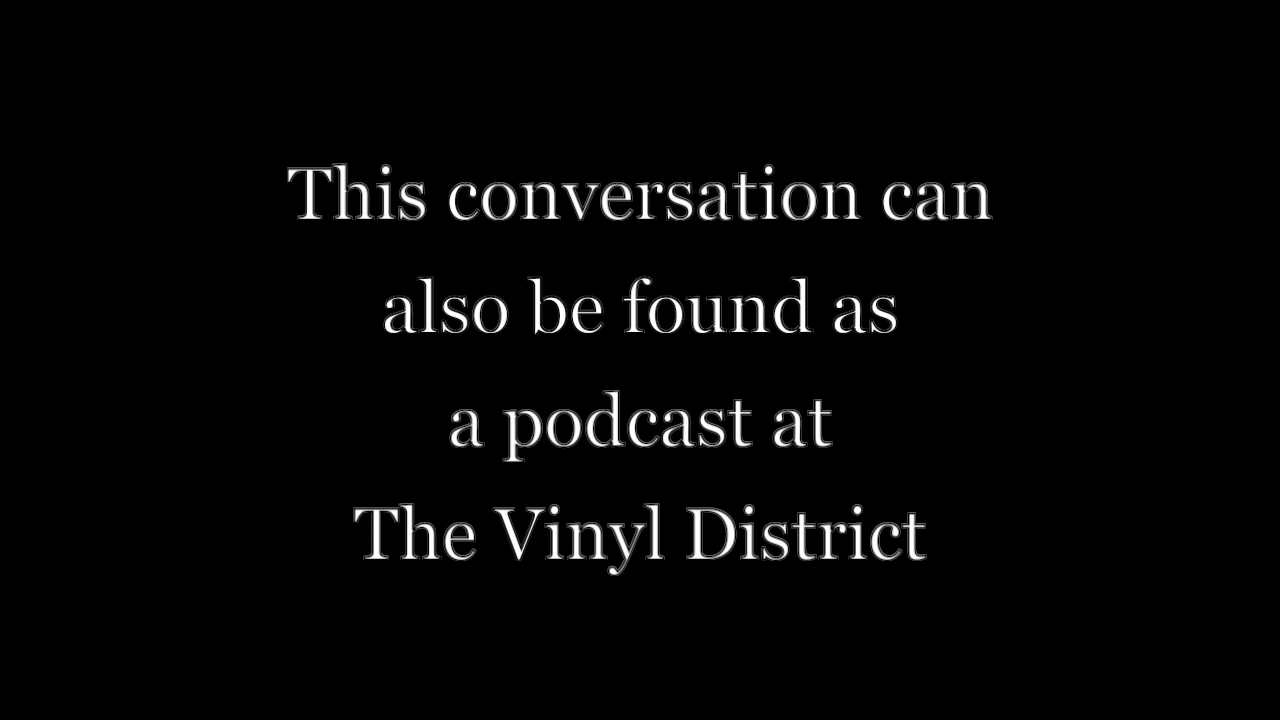 This conversation can
also be found as
a podcast at
The Vinyl District